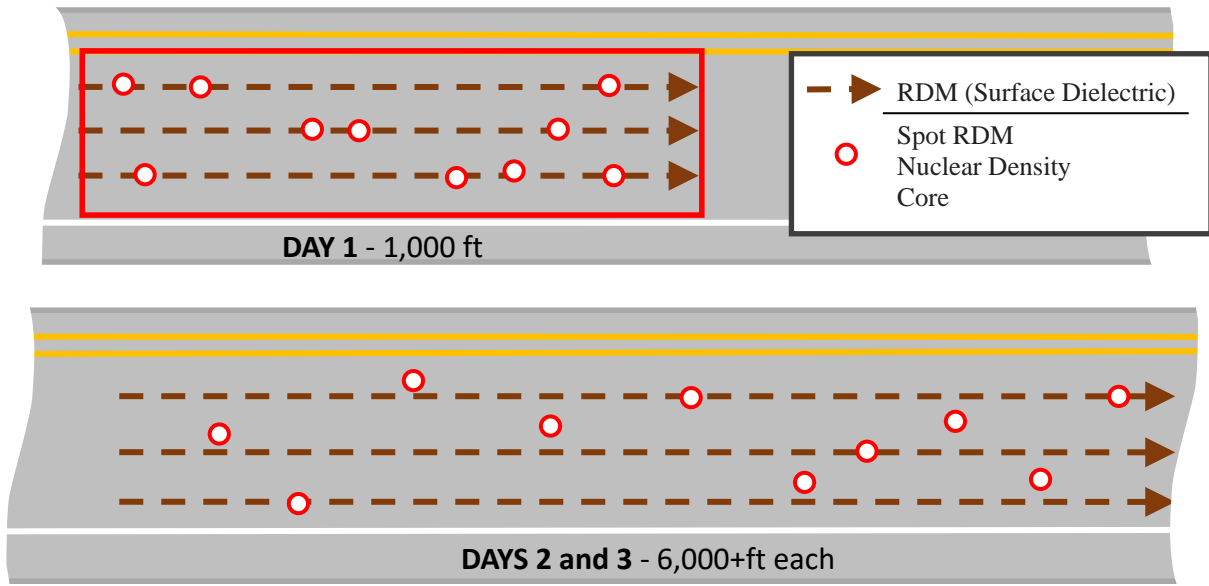 RDM (Surface Dielectric)
Spot RDM
Nuclear Density
Core
DAY 1 - 1,000 ft
DAYS 2 and 3 - 6,000+ft each